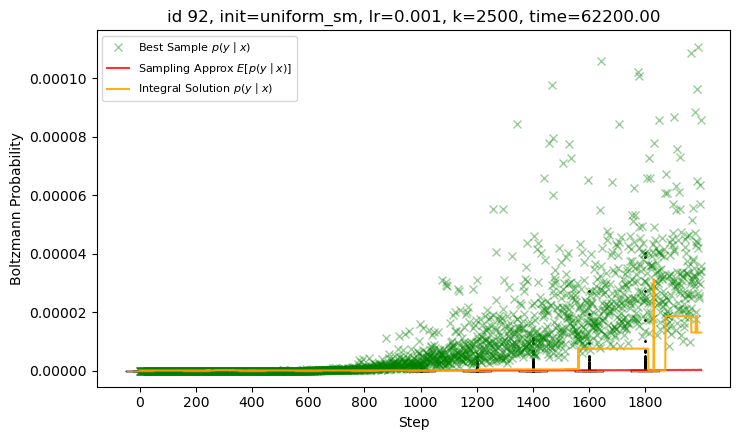 id 92, init=uniform_sm, lr=0.001, k=2500, time=62200.00
Best Sample p(y | x)
Sampling Approx E[p(y | x)]
Integral Solution p(y | x)
Boltzmann Probability
0.00010
0.00008
0.00006
0.00004
0.00002
0.00000
0 200 400 600 800 1000 1200 1400 1600 1800
Step